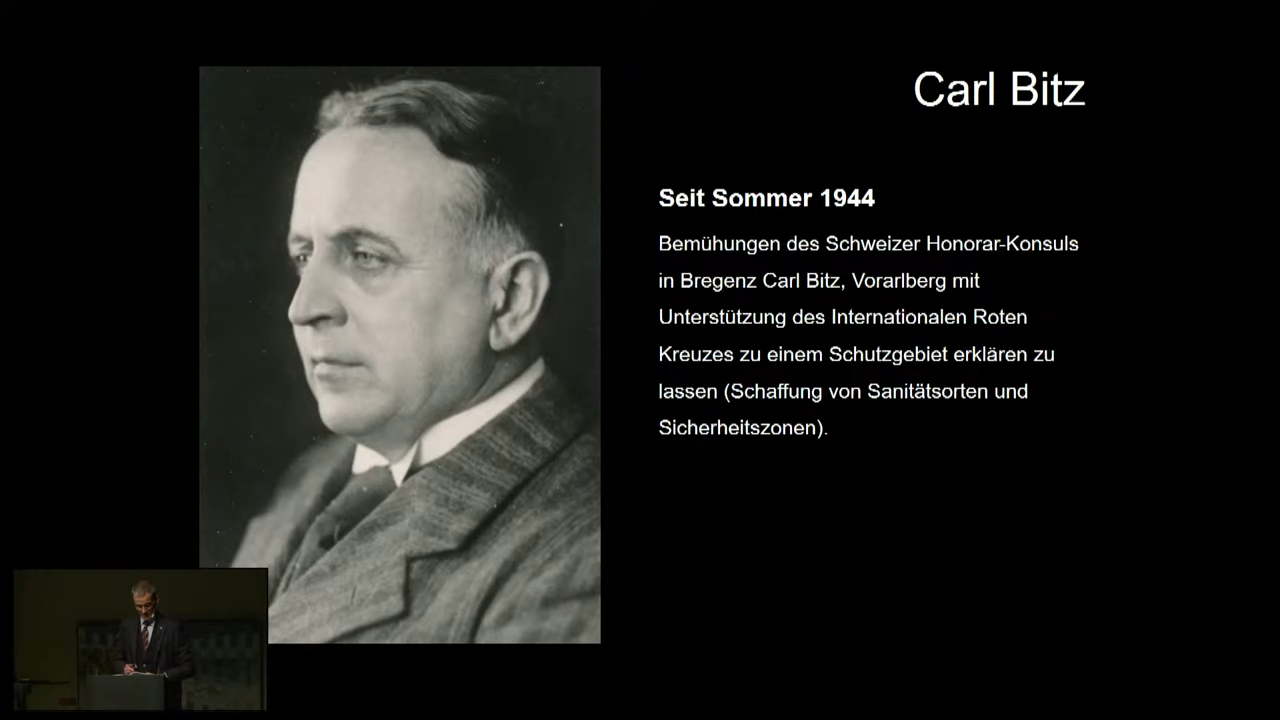 Carl Bitz
Seit Sommer 1944
Bemühungen des Schweizer Honorar-Konsuls
in Bregenz Carl Bitz, Vorarlberg mit
Unterstützung des Internationalen Roten
Kreuzes zu einem Schutzgebiet erklären zu
lassen (Schaffung von Sanitätsorten und
Sicherheitszonen).